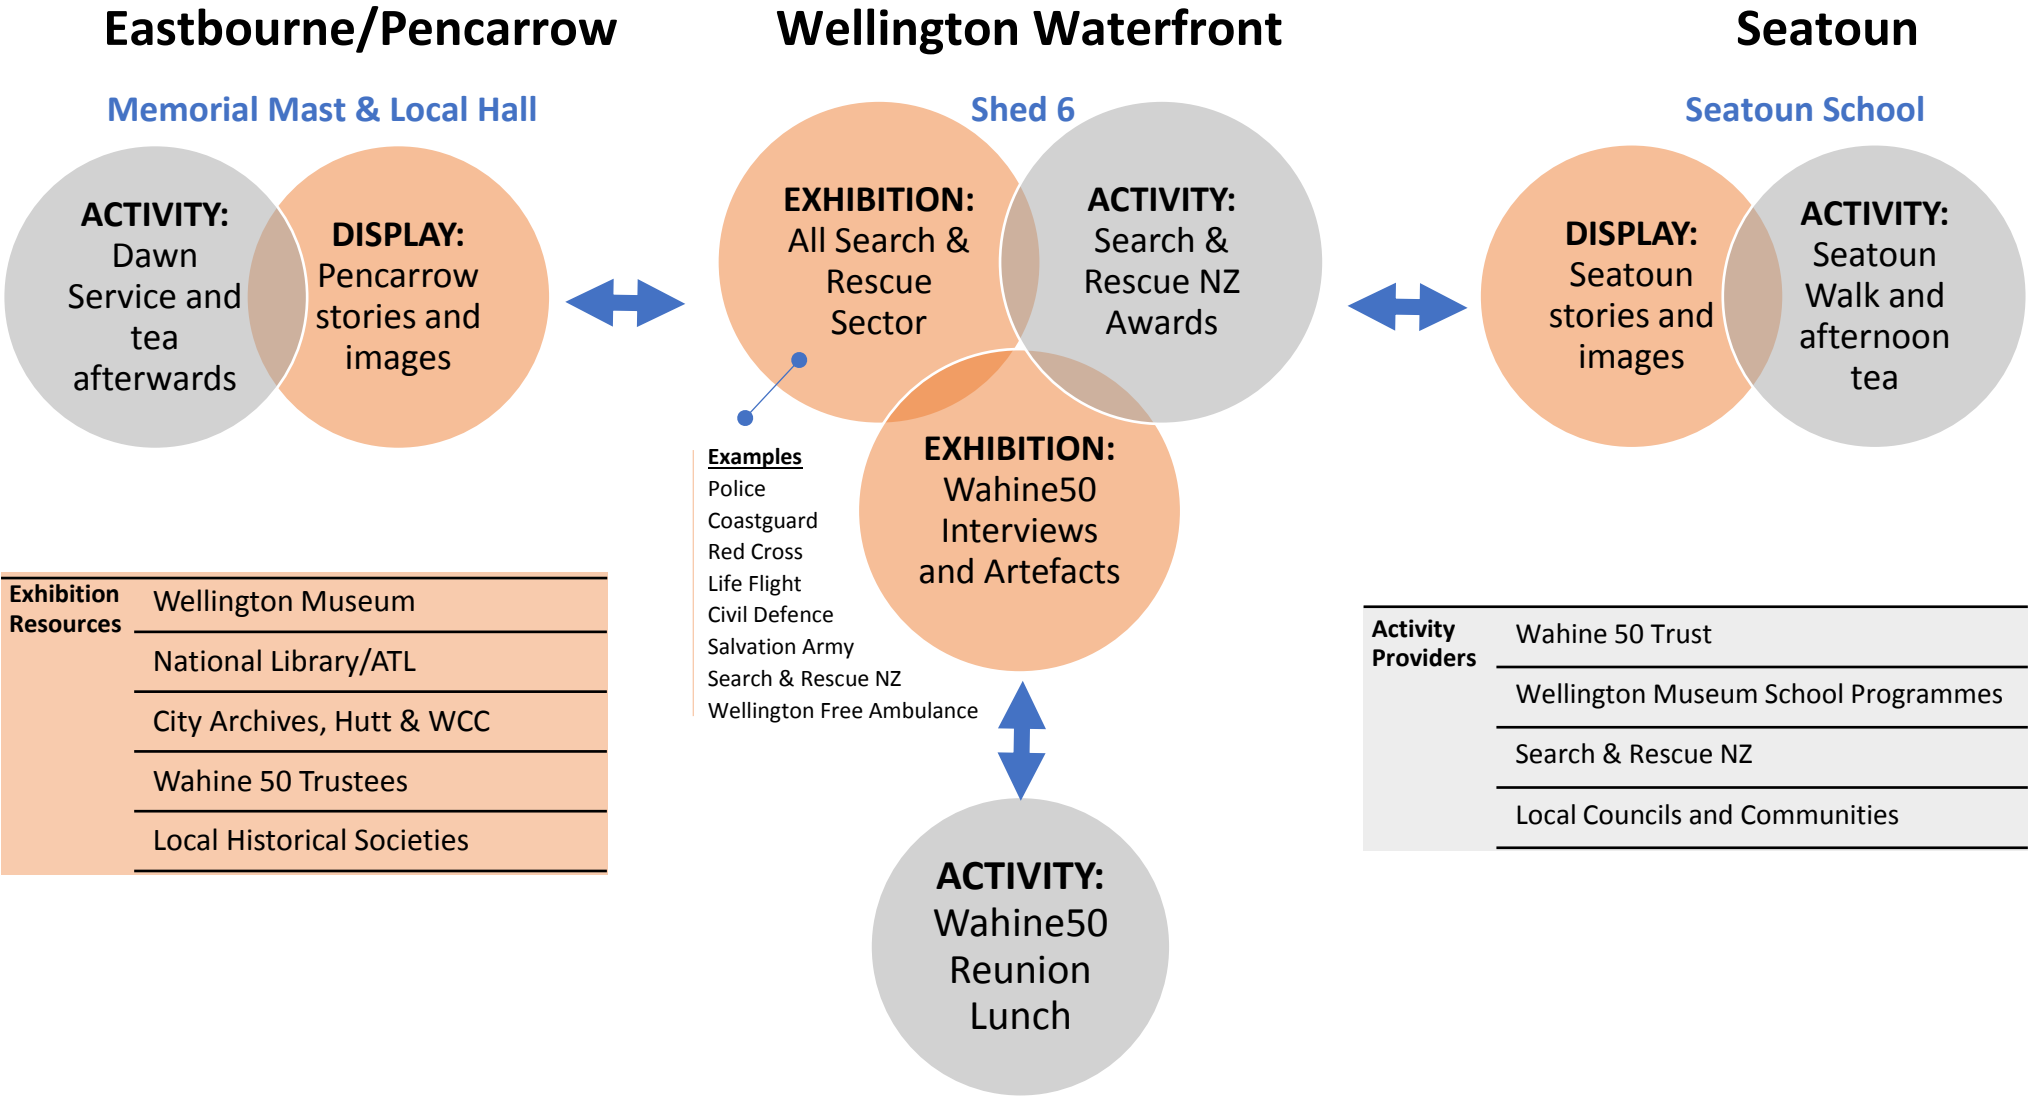 Eastbourne/Pencarrow
Memorial Mast & Local Hall
ACTIVITY:
Dawn
Service and
tea
afterwards
DISPLAY:
Pencarrow
stories and
images
Wellington Waterfront
Shed 6
EXHIBITION:
All Search &
Rescue
Sector
ACTIVITY:
Search &
Rescue NZ
Awards
EXHIBITION:
Wahine50
Interviews
and Artefacts
Examples
Police
Coastguard
Red Cross
Life Flight
Civil Defence
Salvation Army
Search & Rescue NZ
Wellington Free Ambulance
ACTIVITY:
Wahine50
Reunion
Lunch
Seatoun
Seatoun School
DISPLAY:
Seatoun
stories and
images
ACTIVITY:
Seatoun
Walk and
afternoon
tea
Exhibition
Resources
Wellington Museum
National Library/ATL
City Archives, Hutt & WCC
Wahine 50 Trustees
Local Historical Societies
Activity
Providers
Wahine 50 Trust
Wellington Museum School Programmes
Search & Rescue NZ
Local Councils and Communities